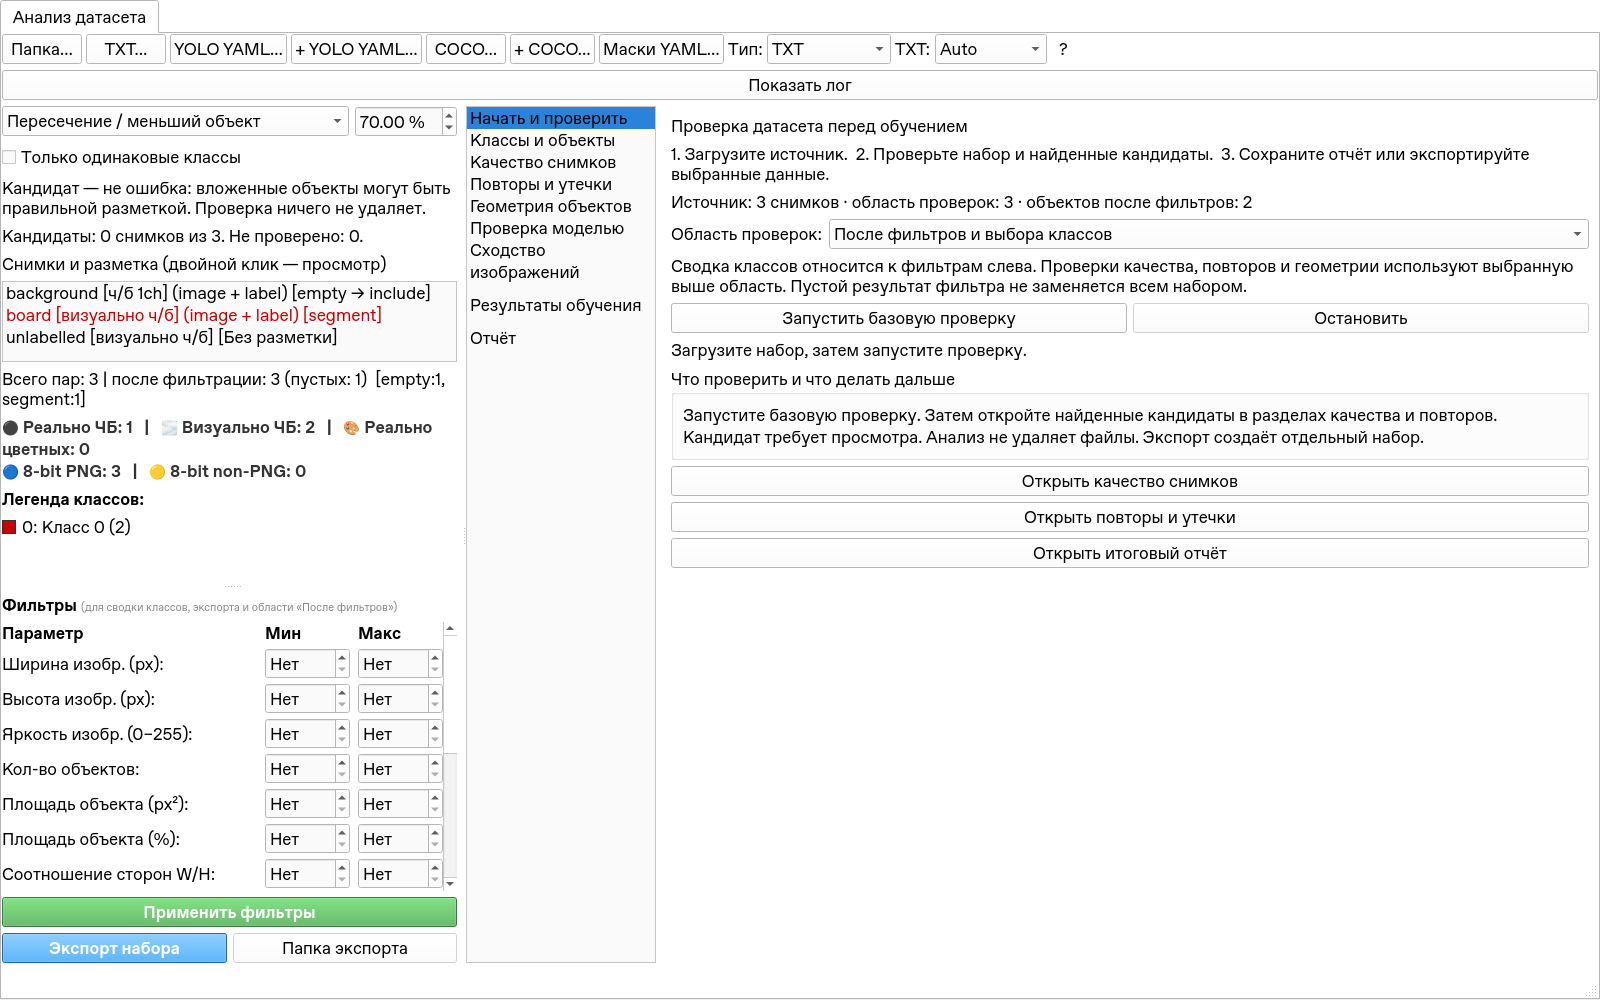 Анализ датасета
Папка... TXT... YOLO YAML... + YOLO YAML... COCO... + COCO... Маски YAML... Тип: TXT TXT: Auto ?
Показать лог
Пересечение / меньший объект 70.00 %
Только одинаковые классы
Кандидат — не ошибка: вложенные объекты могут быть
правильной разметкой. Проверка ничего не удаляет.
Кандидаты: 0 снимков из 3. Не проверено: 0.
Снимки и разметка (двойной клик — просмотр)
background [ч/б 1ch] (image + label) [empty → include]
board [визуально ч/б] (image + label) [segment]
unlabelled [визуально ч/б] [Без разметки]
Всего пар: 3 | после фильтрации: 3 (пустых: 1) [empty:1,
segment:1]
Реально ЧБ: 1 | Визуально ЧБ: 2 | Реально
цветных: 0
8-bit PNG: 3 | 8-bit non-PNG: 0
Легенда классов:
0: Класс 0 (2)
Фильтры (для сводки классов, экспорта и области «После фильтров»)
Параметр Мин Макс
Ширина изобр. (px): Нет Нет
Высота изобр. (px): Нет Нет
Яркость изобр. (0–255): Нет Нет
Кол-во объектов: Нет Нет
Площадь объекта (px²): Нет Нет
Площадь объекта (%): Нет Нет
Соотношение сторон W/H: Нет Нет
Применить фильтры
Экспорт набора Папка экспорта
Начать и проверить
Классы и объекты
Качество снимков
Повторы и утечки
Геометрия объектов
Проверка моделью
Сходство
изображений
Результаты обучения
Отчёт
Проверка датасета перед обучением
1. Загрузите источник. 2. Проверьте набор и найденные кандидаты. 3. Сохраните отчёт или экспортируйте
выбранные данные.
Источник: 3 снимков · область проверок: 3 · объектов после фильтров: 2
Область проверок: После фильтров и выбора классов
Сводка классов относится к фильтрам слева. Проверки качества, повторов и геометрии используют выбранную
выше область. Пустой результат фильтра не заменяется всем набором.
Запустить базовую проверку Остановить
Загрузите набор, затем запустите проверку.
Что проверить и что делать дальше
Запустите базовую проверку. Затем откройте найденные кандидаты в разделах качества и повторов.
Кандидат требует просмотра. Анализ не удаляет файлы. Экспорт создаёт отдельный набор.
Открыть качество снимков
Открыть повторы и утечки
Открыть итоговый отчёт